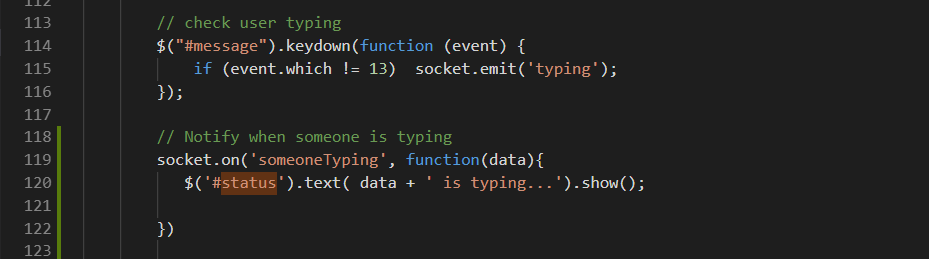 112
113 // check user typing
114 $("#message").keydown(function (event) {
115 if (event.which != 13)  socket.emit('typing');
116 });
117
118 // Notify when someone is typing
119 socket.on('someoneTyping', function(data){
120 $('#status').text( data + ' is typing...').show();
121
122 })
123